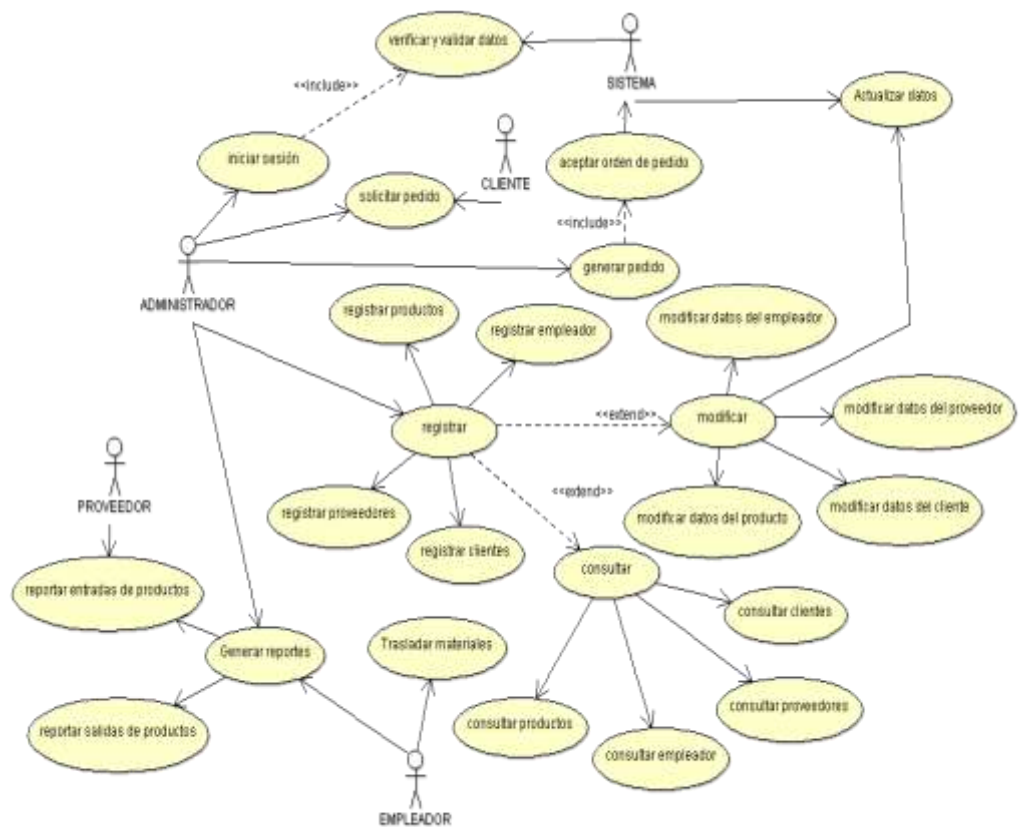 verificar y validar datos
SISTEMA
<<include>>
Actualizar datos
iniciar sesión
CLIENTE
aceptar orden de pedido
solicitar pedido
<<include>>
generar pedido
ADMINISTRADOR
registrar productos
registrar empleador
modificar datos del empleador
registrar
<<extend>>
modificar
modificar datos del proveedor
PROVEEDOR
<<extend>>
registrar proveedores
modificar datos del producto
modificar datos del cliente
registrar clientes
consultar
reportar entradas de productos
consultar clientes
Trasladar materiales
Generar reportes
consultar proveedores
reportar salidas de productos
consultar productos
consultar empleador
EMPLEADOR